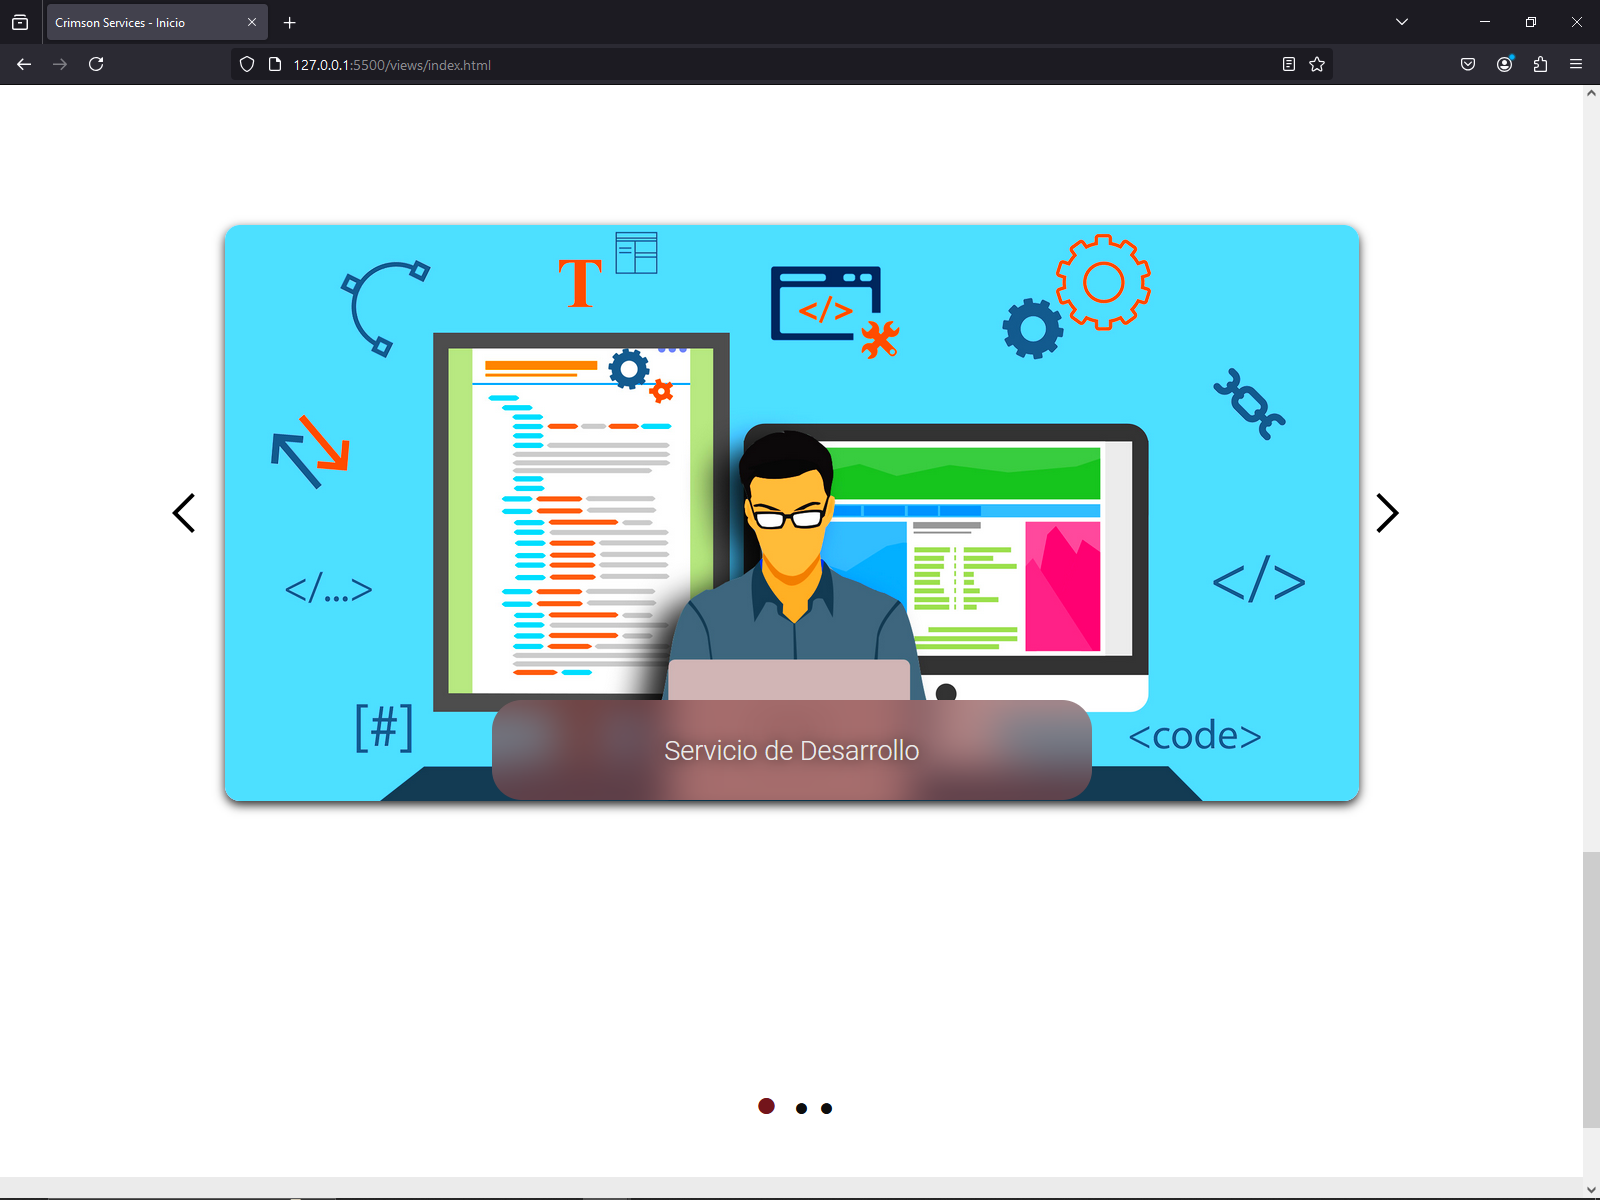 Crimson Services - Inicio
127.0.0.1:5500/views/index.html
T
</>
</...>
</>
[#]
<code>
Servicio de Desarrollo